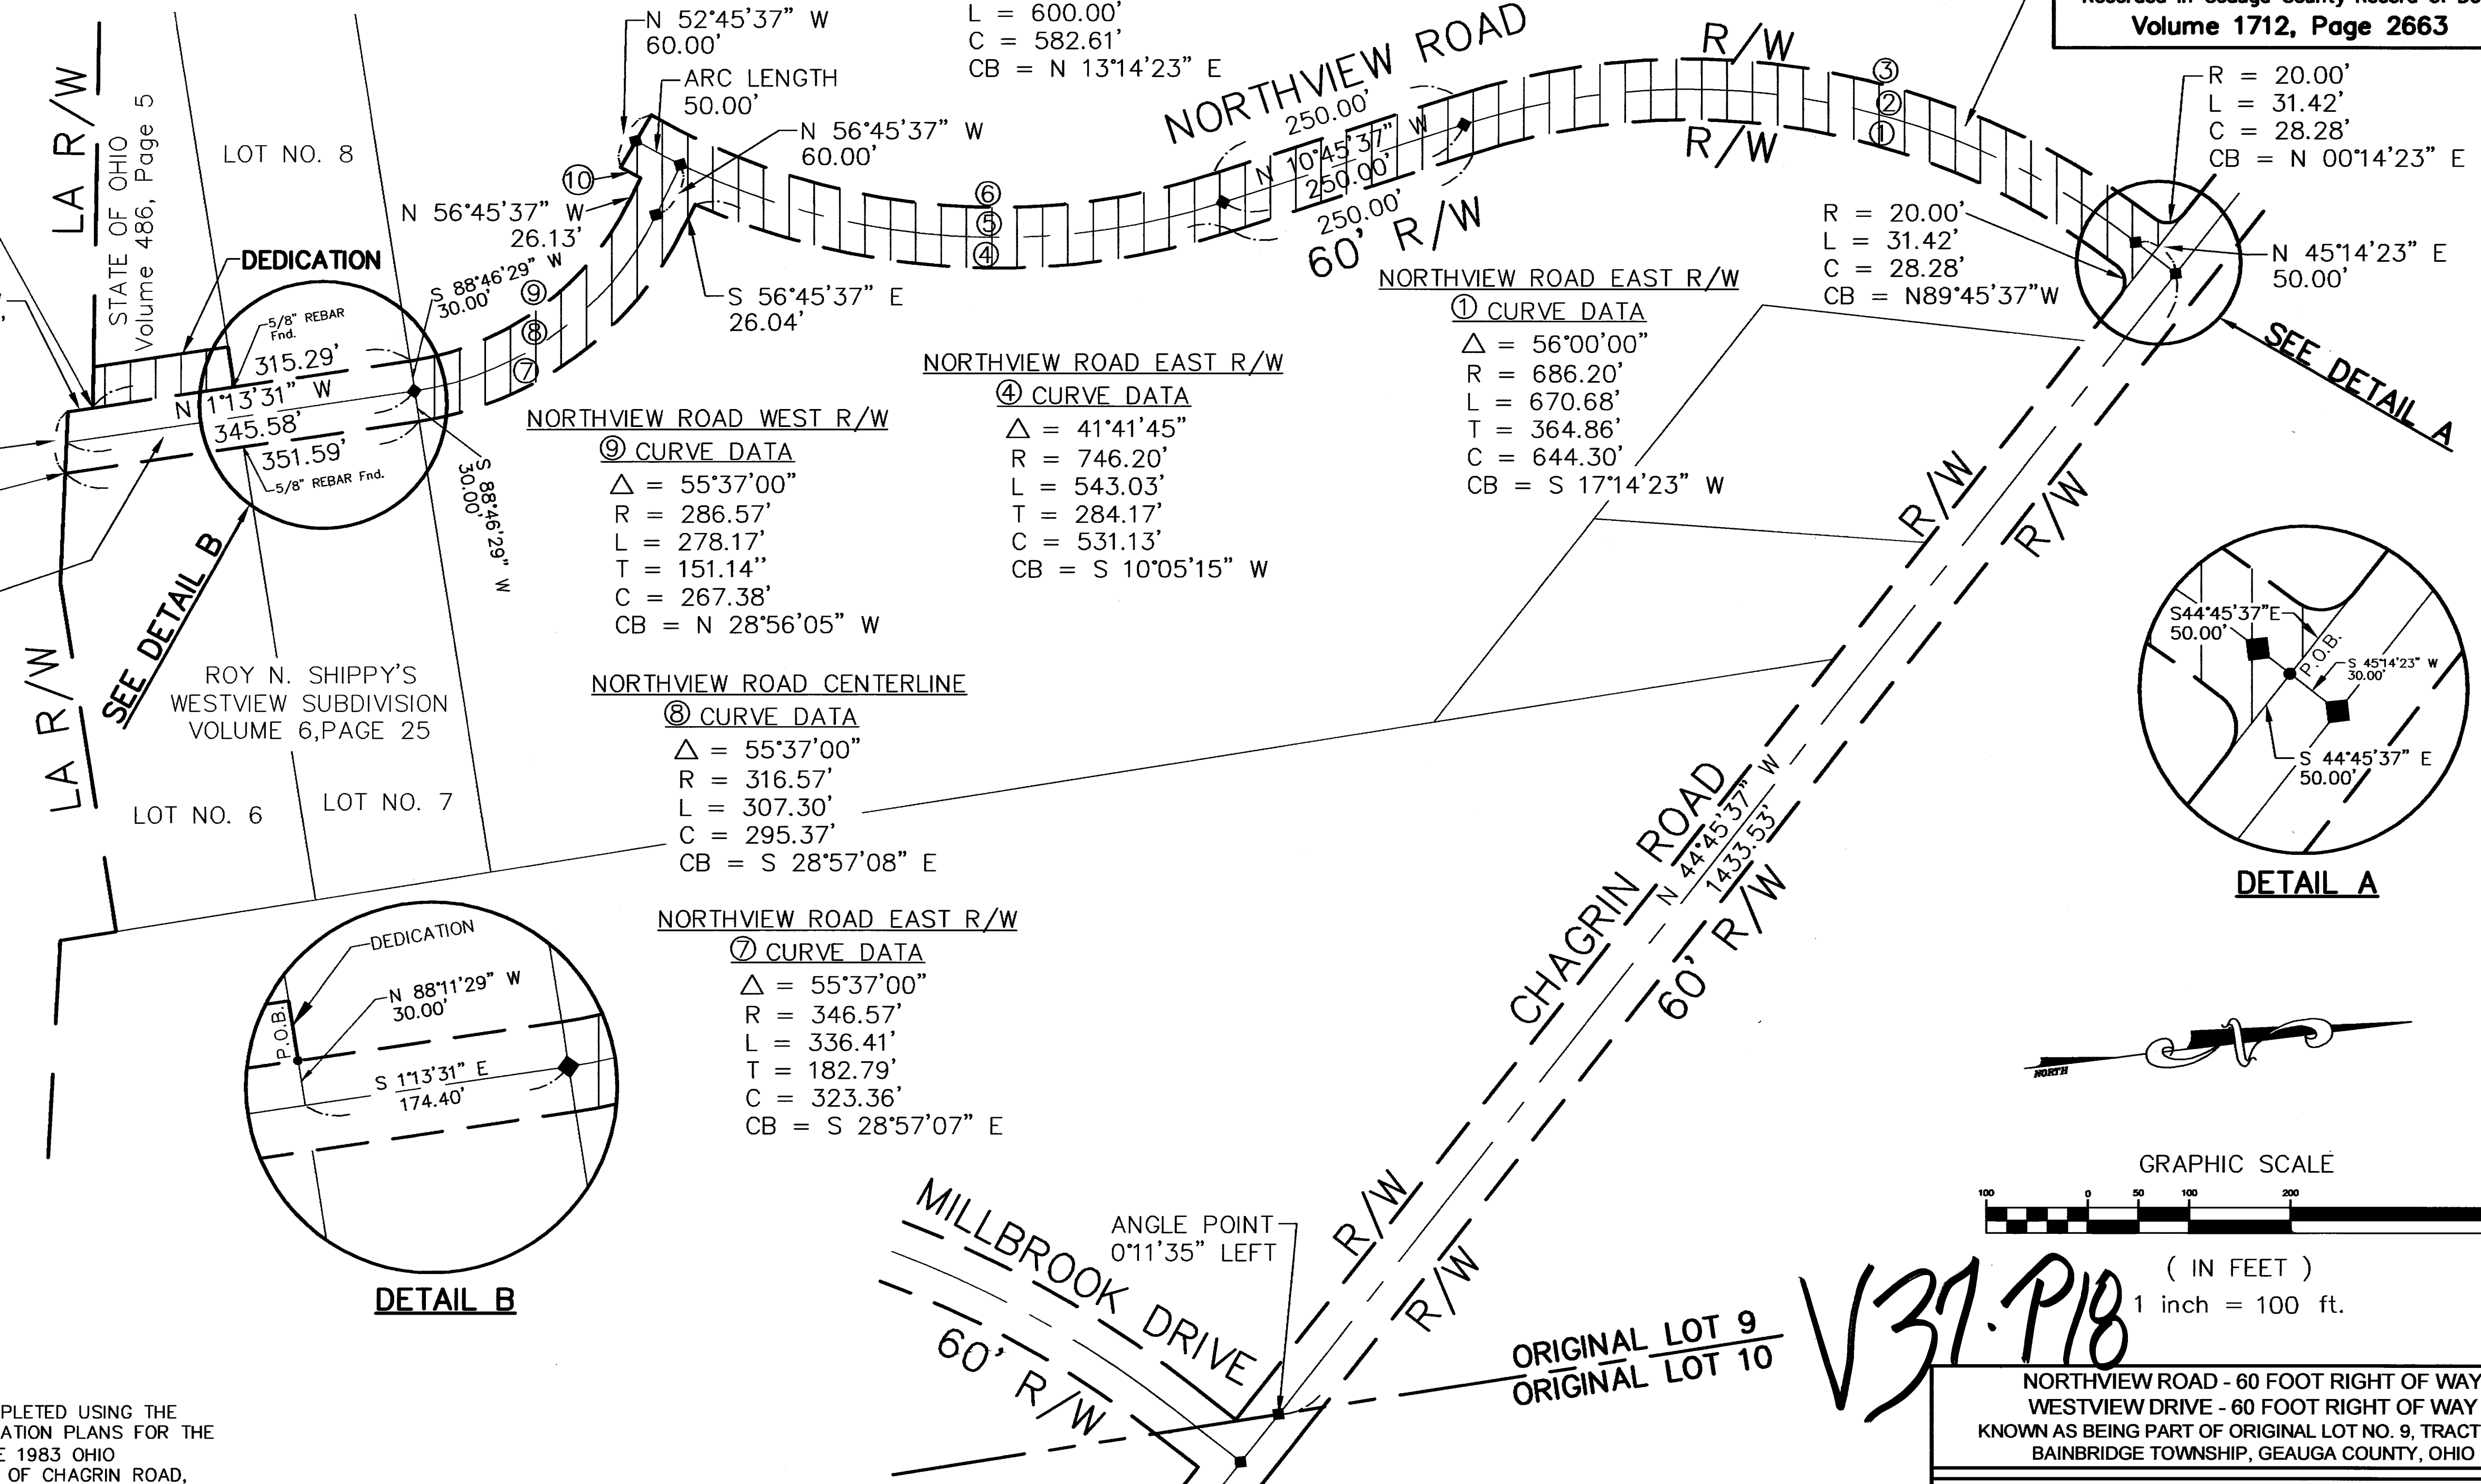 N 52°45'37" W
60.00'
ARC LENGTH
50.00'
N 56°45'37" W
60.00'
L = 600.00'
C = 582.61'
CB = N 13°14'23" E
NORTHVIEW ROAD
250.00'
N 10°45'37" W
250.00'
250.00'
60' R/W
R/W
R/W
③
②
①
Volume 1712, Page 2663
R = 20.00'
L = 31.42'
C = 28.28'
CB = N 00°14'23" E
R = 20.00'
L = 31.42'
C = 28.28'
CB = N89°45'37"W
N 45°14'23" E
50.00'
SEE DETAIL A
LA R/W
STATE OF OHIO
Volume 486, Page 5
LOT NO. 8
DEDICATION
⑩
N 56°45'37" W
26.13'
S 56°45'37" E
26.04'
⑥
⑤
④
S 88°46'29" W
30.00'
⑨
⑧
⑦
5/8" REBAR
Fnd.
315.29'
N 1°13'31" W
345.58'
351.59'
5/8" REBAR Fnd.
S 88°46'29" W
30.00'
SEE DETAIL B
NORTHVIEW ROAD WEST R/W
⑨ CURVE DATA
△ = 55°37'00"
R = 286.57'
L = 278.17'
T = 151.14"
C = 267.38'
CB = N 28°56'05" W
NORTHVIEW ROAD EAST R/W
④ CURVE DATA
△ = 41°41'45"
R = 746.20'
L = 543.03'
T = 284.17'
C = 531.13'
CB = S 10°05'15" W
NORTHVIEW ROAD EAST R/W
① CURVE DATA
△ = 56°00'00"
R = 686.20'
L = 670.68'
T = 364.86'
C = 644.30'
CB = S 17°14'23" W
R/W
R/W
LA R/W
ROY N. SHIPPY'S
WESTVIEW SUBDIVISION
VOLUME 6,PAGE 25
LOT NO. 6
LOT NO. 7
NORTHVIEW ROAD CENTERLINE
⑧ CURVE DATA
△ = 55°37'00"
R = 316.57'
L = 307.30'
C = 295.37'
CB = S 28°57'08" E
NORTHVIEW ROAD EAST R/W
⑦ CURVE DATA
△ = 55°37'00"
R = 346.57'
L = 336.41'
T = 182.79'
C = 323.36'
CB = S 28°57'07" E
S44°45'37"E
50.00'
P.O.B.
S 45°14'23" W
30.00'
S 44°45'37" E
50.00'
DETAIL A
CHAGRIN ROAD
N 44°45'37" W
1433.53'
60' R/W
DEDICATION
N 88°11'29" W
30.00'
P.O.B.
S 1°13'31" E
174.40'
DETAIL B
NORTH
GRAPHIC SCALE
100 0 50 100 200
( IN FEET )
1 inch = 100 ft.
MILLBROOK DRIVE
60' R/W
ANGLE POINT
0°11'35" LEFT
R/W
R/W
ORIGINAL LOT 9
ORIGINAL LOT 10
V37.P18
NORTHVIEW ROAD - 60 FOOT RIGHT OF WAY
WESTVIEW DRIVE - 60 FOOT RIGHT OF WAY
KNOWN AS BEING PART OF ORIGINAL LOT NO. 9, TRACT
BAINBRIDGE TOWNSHIP, GEAUGA COUNTY, OHIO
PLETED USING THE
ATION PLANS FOR THE
E 1983 OHIO
OF CHAGRIN ROAD,